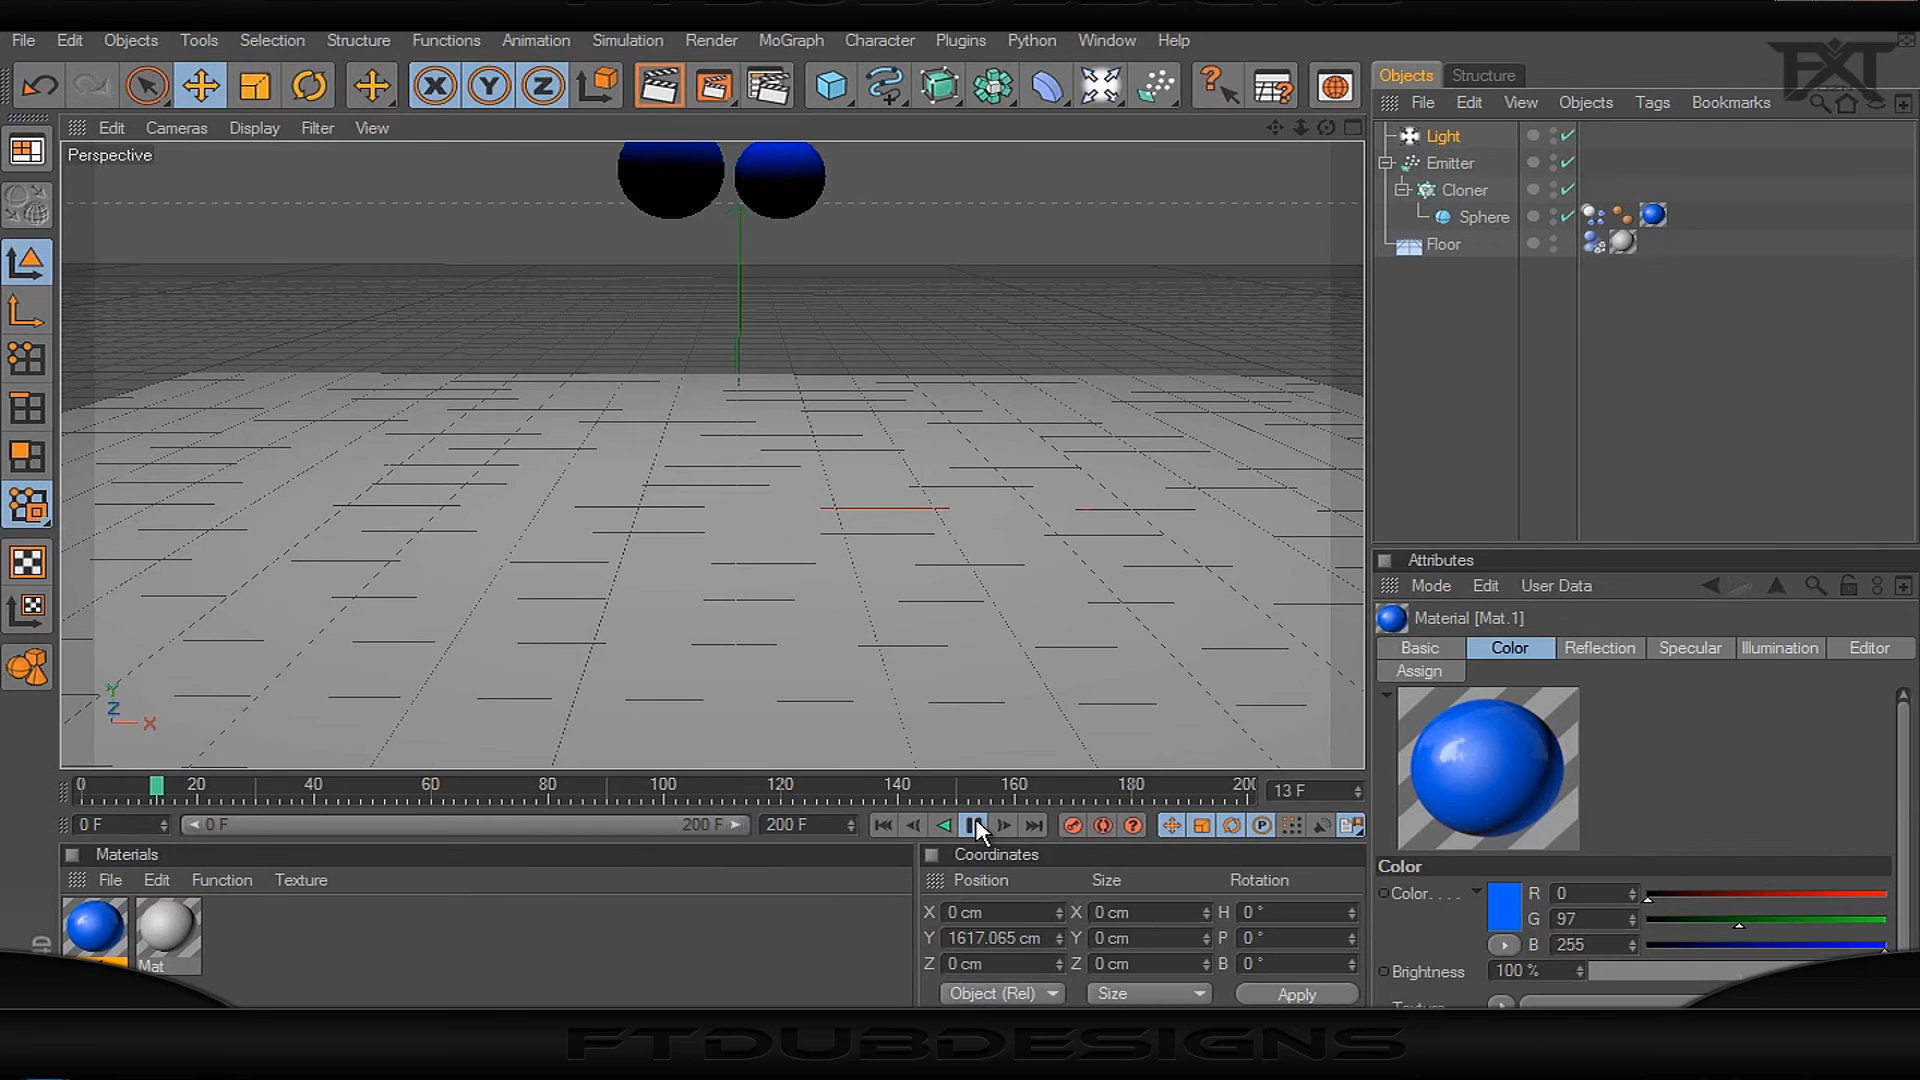 File Edit Objects Tools Selection Structure Functions Animation Simulation Render MoGraph Character Plugins Python Window Help
Objects Structure
File Edit View Objects Tags Bookmarks
Edit Cameras Display Filter View
Perspective
Light
Emitter
Cloner
Sphere
Floor
Y
Z
X
Attributes
Mode Edit User Data
Material [Mat.1]
Basic Color Reflection Specular Illumination Editor
Assign
0 20 40 60 80 100 120 140 160 180 200 13 F
0 F 0 F 200 F 200 F
Materials
File Edit Function Texture
Mat
Coordinates
Position Size Rotation
X 0 cm X 0 cm H 0 °
Y 1617.065 cm Y 0 cm P 0 °
Z 0 cm Z 0 cm B 0 °
Object (Rel) Size Apply
Color
Color. . . . R 0
G 97
B 255
Brightness 100 %
FTDUBDESIGNS